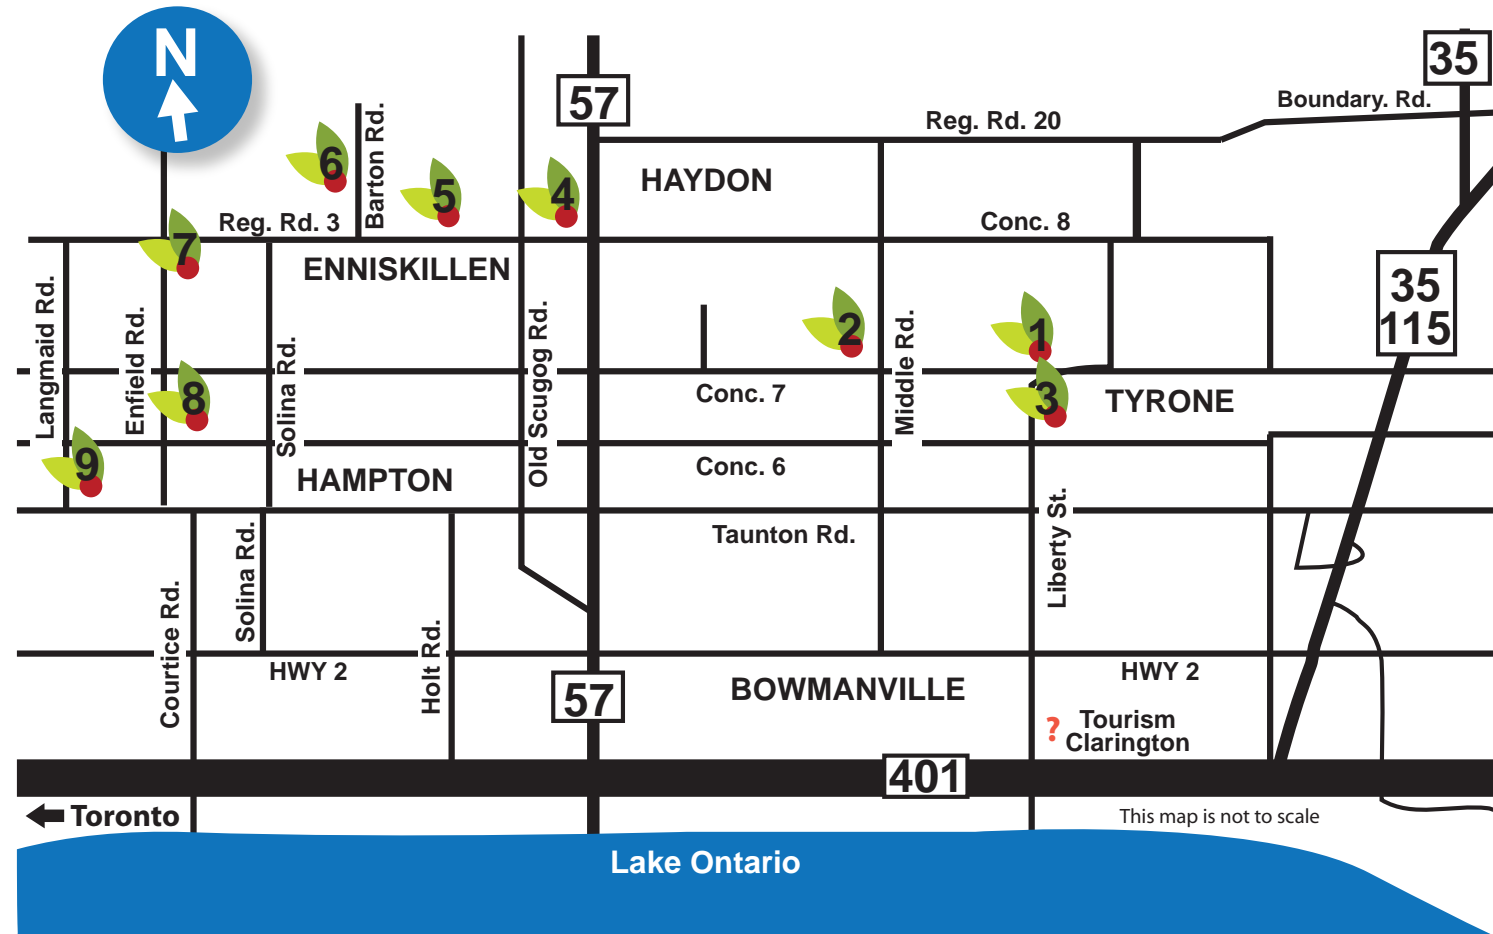 N
35
57
Boundary. Rd.
Reg. Rd. 20
6
Barton Rd.
5
4
HAYDON
Reg. Rd. 3
Conc. 8
7
ENNISKILLEN
35
115
Langmaid Rd.
Enfield Rd.
Solina Rd.
Old Scugog Rd.
2
Middle Rd.
1
8
Conc. 7
3
TYRONE
9
HAMPTON
Conc. 6
Taunton Rd.
Liberty St.
Courtice Rd.
Solina Rd.
Holt Rd.
HWY 2
57
BOWMANVILLE
HWY 2
?
Tourism
Clarington
401
Toronto
This map is not to scale
Lake Ontario